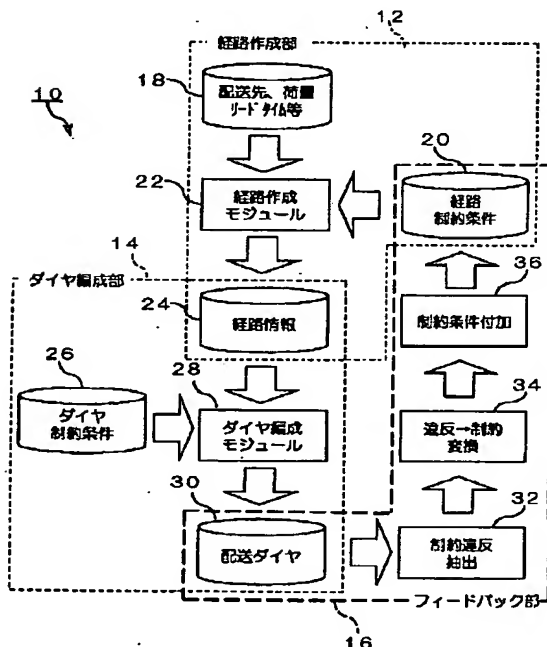 12
経路作成部
18
配送先、荷量
リードタイム等
10
20
22
経路作成
モジュール
経路
制約条件
14
ダイヤ編成部
24
経路情報
36
制約条件付加
26
ダイヤ
制約条件
28
ダイヤ編成
モジュール
34
違反→制約
変換
30
配送ダイヤ
32
制約違反
抽出
フィードバック部
16